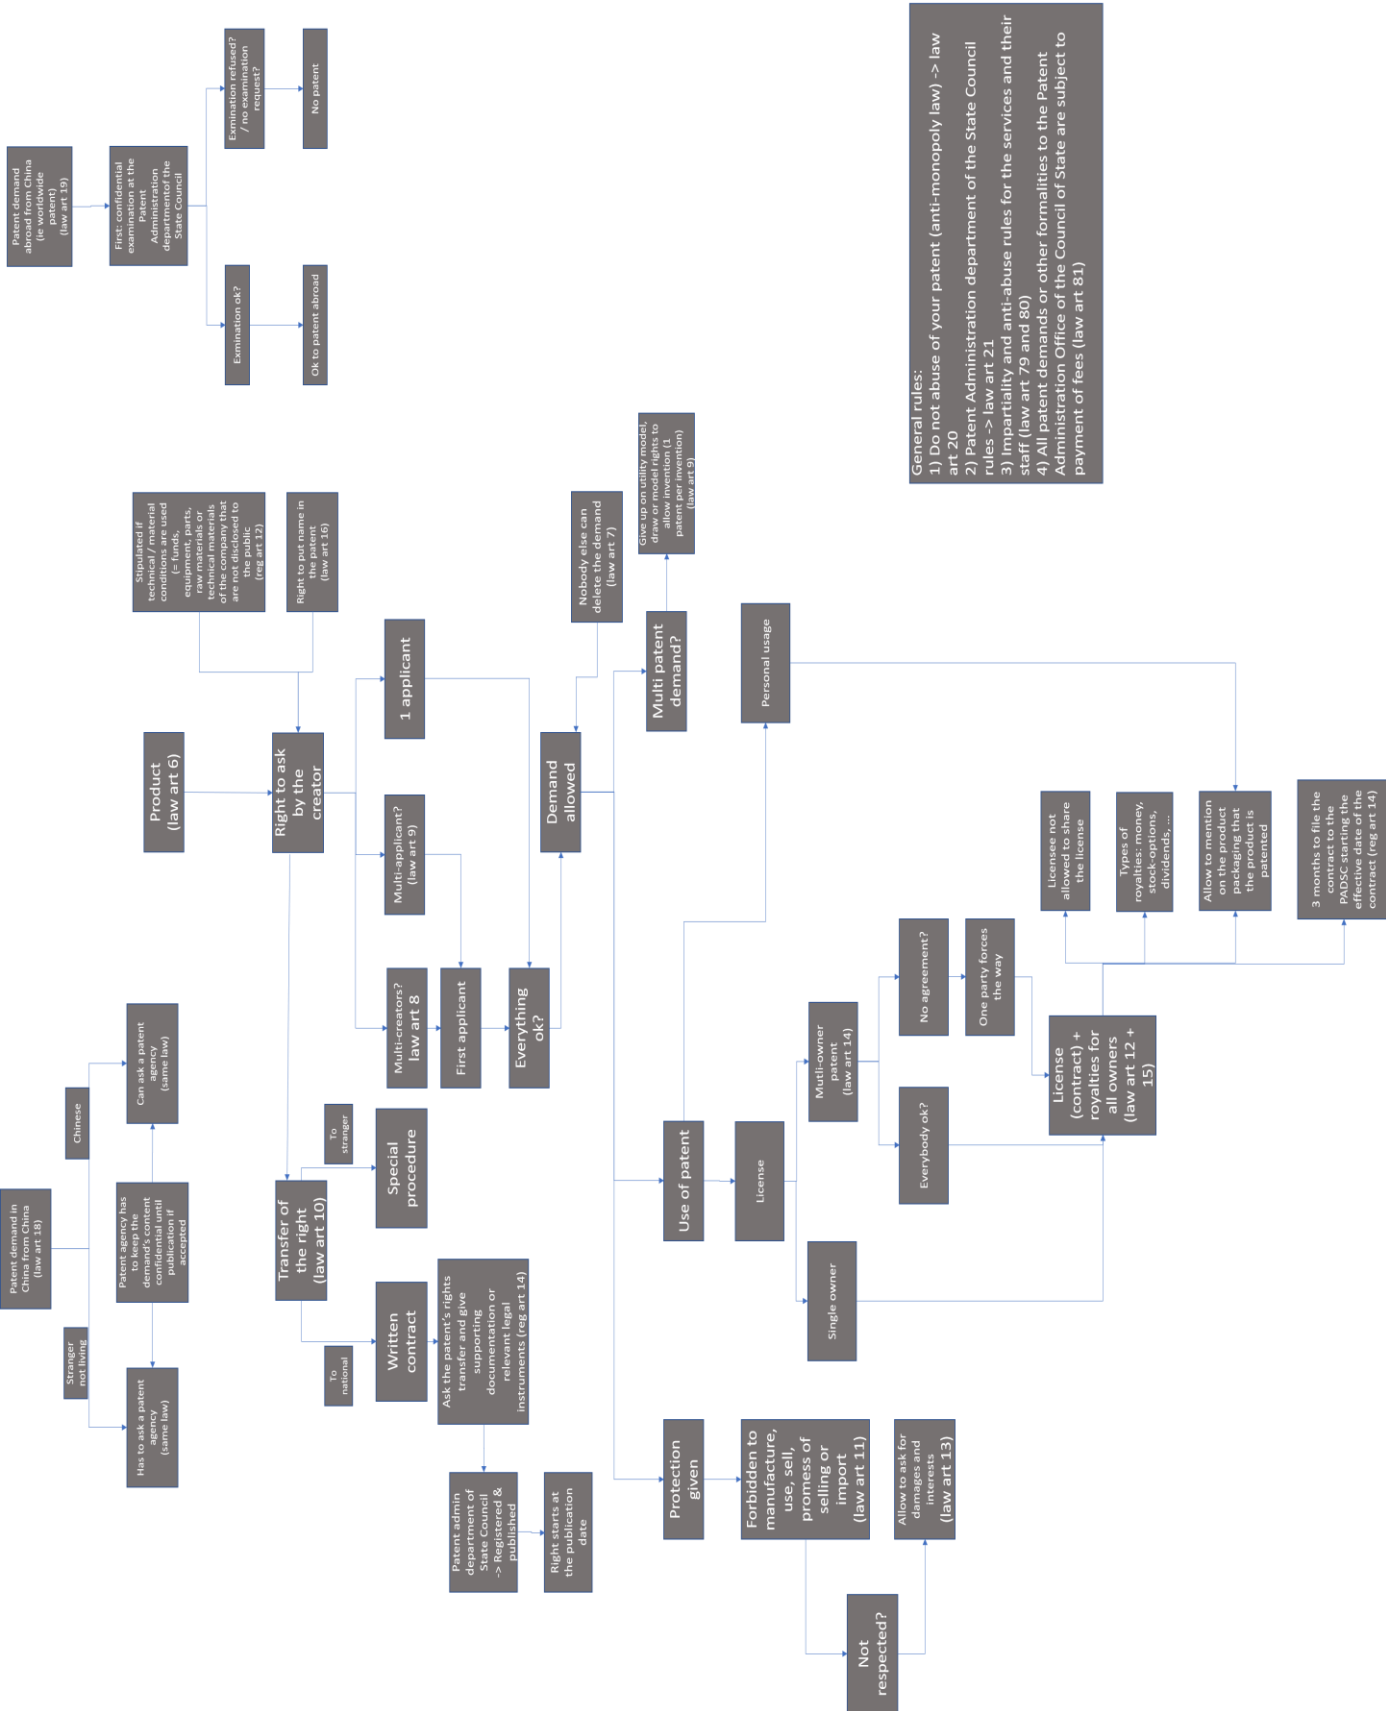 Patent demand in
China from China
(law art 18)
Stranger
not living
Chinese
Has to ask a patent
agency
(same law)
Patent agency has
to keep the
demand's content
confidential until
publication if
accepted
Can ask a patent
agency
(same law)
Product
(law art 6)
Stipulated if
technical / material
conditions are used
(= funds,
equipment, parts,
raw materials or
technical materials
of the company that
are not disclosed to
the public
(reg art 12)
Right to put name in
the patent
(law art 16)
Right to ask
by the
creator
Patent demand
abroad from China
(ie worldwide
patent)
(law art 19)
First: confidential
examination at the
Patent
Administration
departmentof the
State Council
Exmination ok?
Exmination refused?
/ no examination
request?
Ok to patent abroad
No patent
Transfer of
the right
(law art 10)
To
national
To
stranger
Written
contract
Special
procedure
Ask the patent's rights
transfer and give
supporting
documentation or
relevant legal
instruments (reg art 14)
Patent admin
department of
State Council
-> Registered &
published
Right starts at
the publication
date
Multi-creators?
law art 8
Multi-applicant?
(law art 9)
1 applicant
First applicant
Everything
ok?
Demand
allowed
Nobody else can
delete the demand
(law art 7)
Multi patent
demand?
Give up on utility model,
draw or model rights to
allow invention (1
patent per invention)
(law art 9)
Protection
given
Forbidden to
manufacture,
use, sell,
promess of
selling or
import
(law art 11)
Not
respected?
Allow to ask for
damages and
interests
(law art 13)
Use of patent
License
Personal usage
Single owner
Mutli-owner
patent
(law art 14)
Everybody ok?
No agreement?
One party forces
the way
License
(contract) +
royalties for
all owners
(law art 12 +
15)
Licensee not
allowed to share
the license
Types of
royalties: money,
stock-options,
dividends, ...
Allow to mention
on the product
packaging that
the product is
patented
3 months to file the
contract to the
PADSC starting the
effective date of the
contract (reg art 14)
General rules:
1) Do not abuse of your patent (anti-monopoly law) -> law
art 20
2) Patent Administration department of the State Council
rules -> law art 21
3) Impartiality and anti-abuse rules for the services and their
staff (law art 79 and 80)
4) All patent demands or other formalities to the Patent
Administration Office of the Council of State are subject to
payment of fees (law art 81)